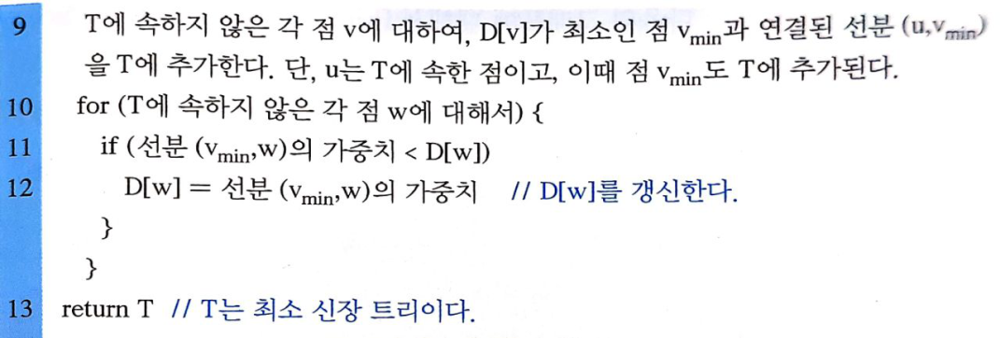 9 T에 속하지 않은 각 점 v에 대하여, D[v]가 최소인 점 vmin과 연결된 선분 (u,vmin)
을 T에 추가한다. 단, u는 T에 속한 점이고, 이때 점 vmin도 T에 추가된다.
10 for (T에 속하지 않은 각 점 w에 대해서) {
11 if (선분 (vmin,w)의 가중치 < D[w])
12 D[w] = 선분 (vmin,w)의 가중치 // D[w]를 갱신한다.
}
}
13 return T // T는 최소 신장 트리이다.